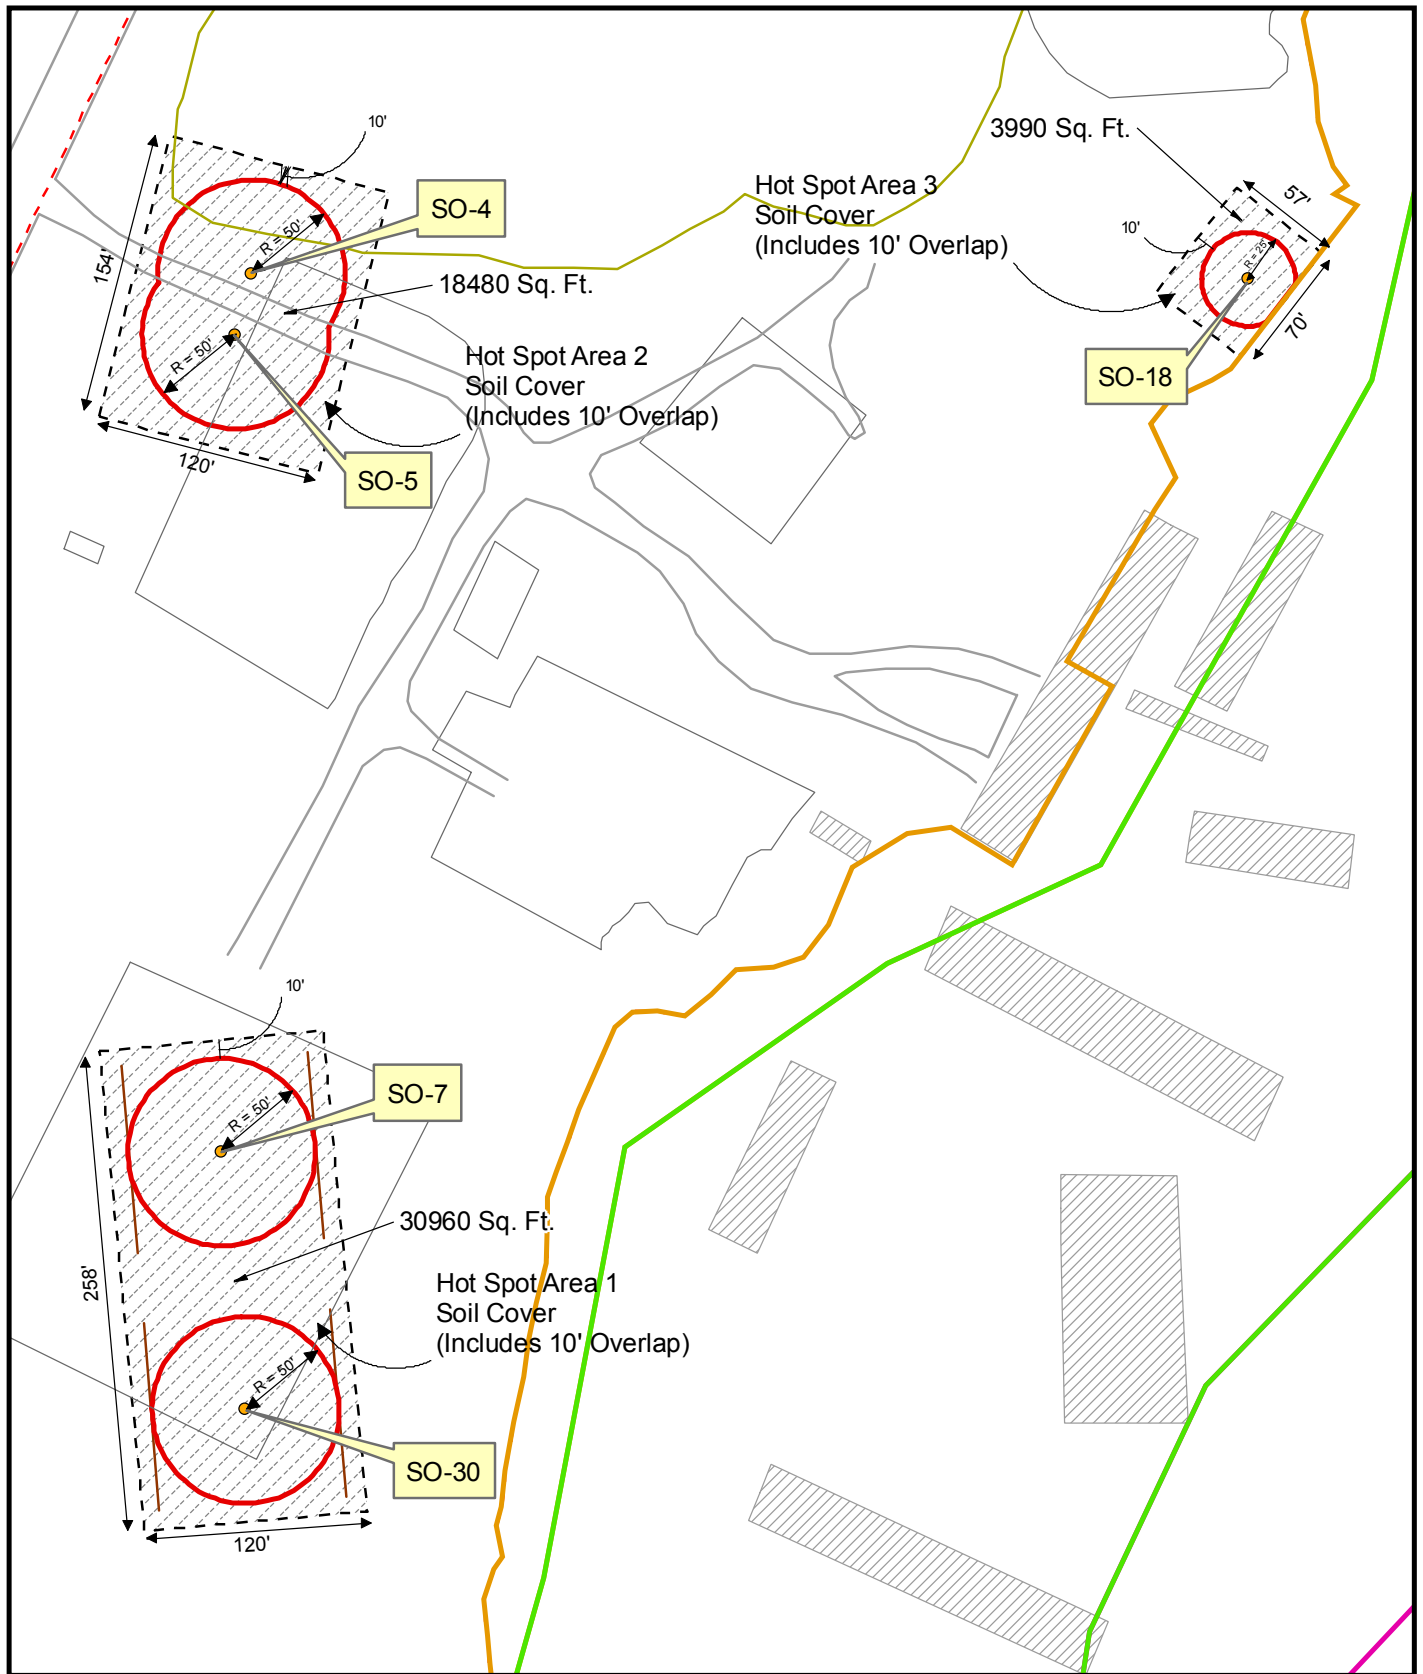 10'
3990 Sq. Ft.
Hot Spot Area 3
Soil Cover
(Includes 10' Overlap)
57'
10'
R = 25'
70'
SO-18
SO-4
R = 50'
154'
18480 Sq. Ft.
R = 50'
Hot Spot Area 2
Soil Cover
(Includes 10' Overlap)
120'
SO-5
10'
SO-7
R = 50'
30960 Sq. Ft.
258'
Hot Spot Area 1
Soil Cover
(Includes 10' Overlap)
R = 50'
SO-30
120'